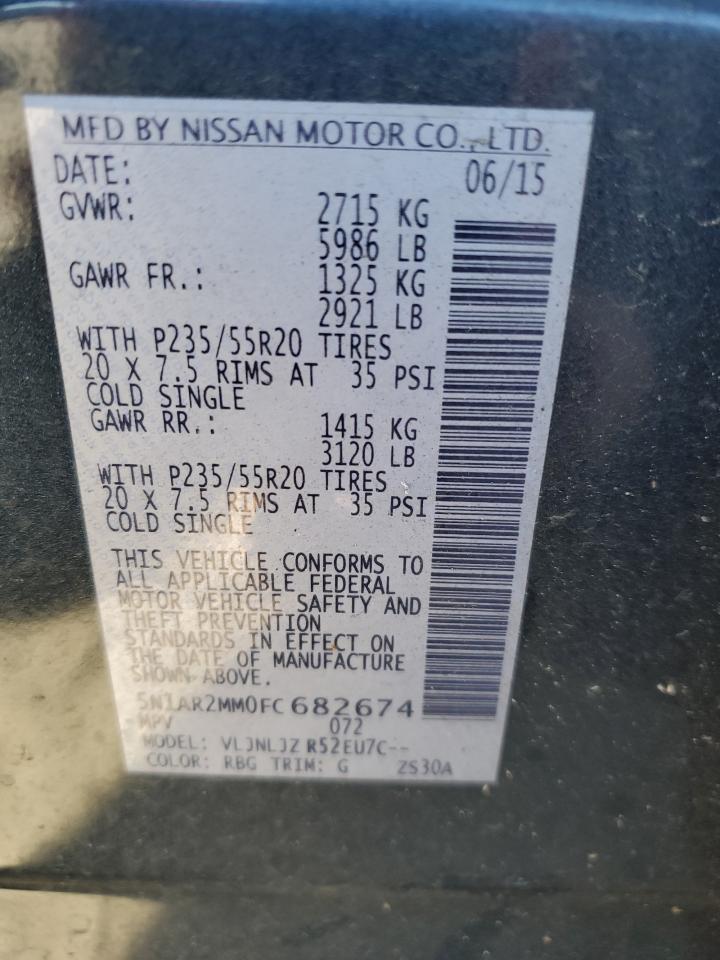 MFD BY NISSAN MOTOR CO., LTD.
DATE: 06/15
GVWR: 2715 KG
5986 LB
GAWR FR.: 1325 KG
2921 LB
WITH P235/55R20 TIRES
20 X 7.5 RIMS AT 35 PSI
COLD SINGLE
GAWR RR.: 1415 KG
3120 LB
WITH P235/55R20 TIRES
20 X 7.5 RIMS AT 35 PSI
COLD SINGLE
THIS VEHICLE CONFORMS TO
ALL APPLICABLE FEDERAL
MOTOR VEHICLE SAFETY AND
THEFT PREVENTION
STANDARDS IN EFFECT ON
THE DATE OF MANUFACTURE
SHOWN ABOVE.
5N1AR2MM0FC682674
MPV 072
MODEL: VLJNLJZ R52EU7C--
COLOR: RBG TRIM: G 2S30A